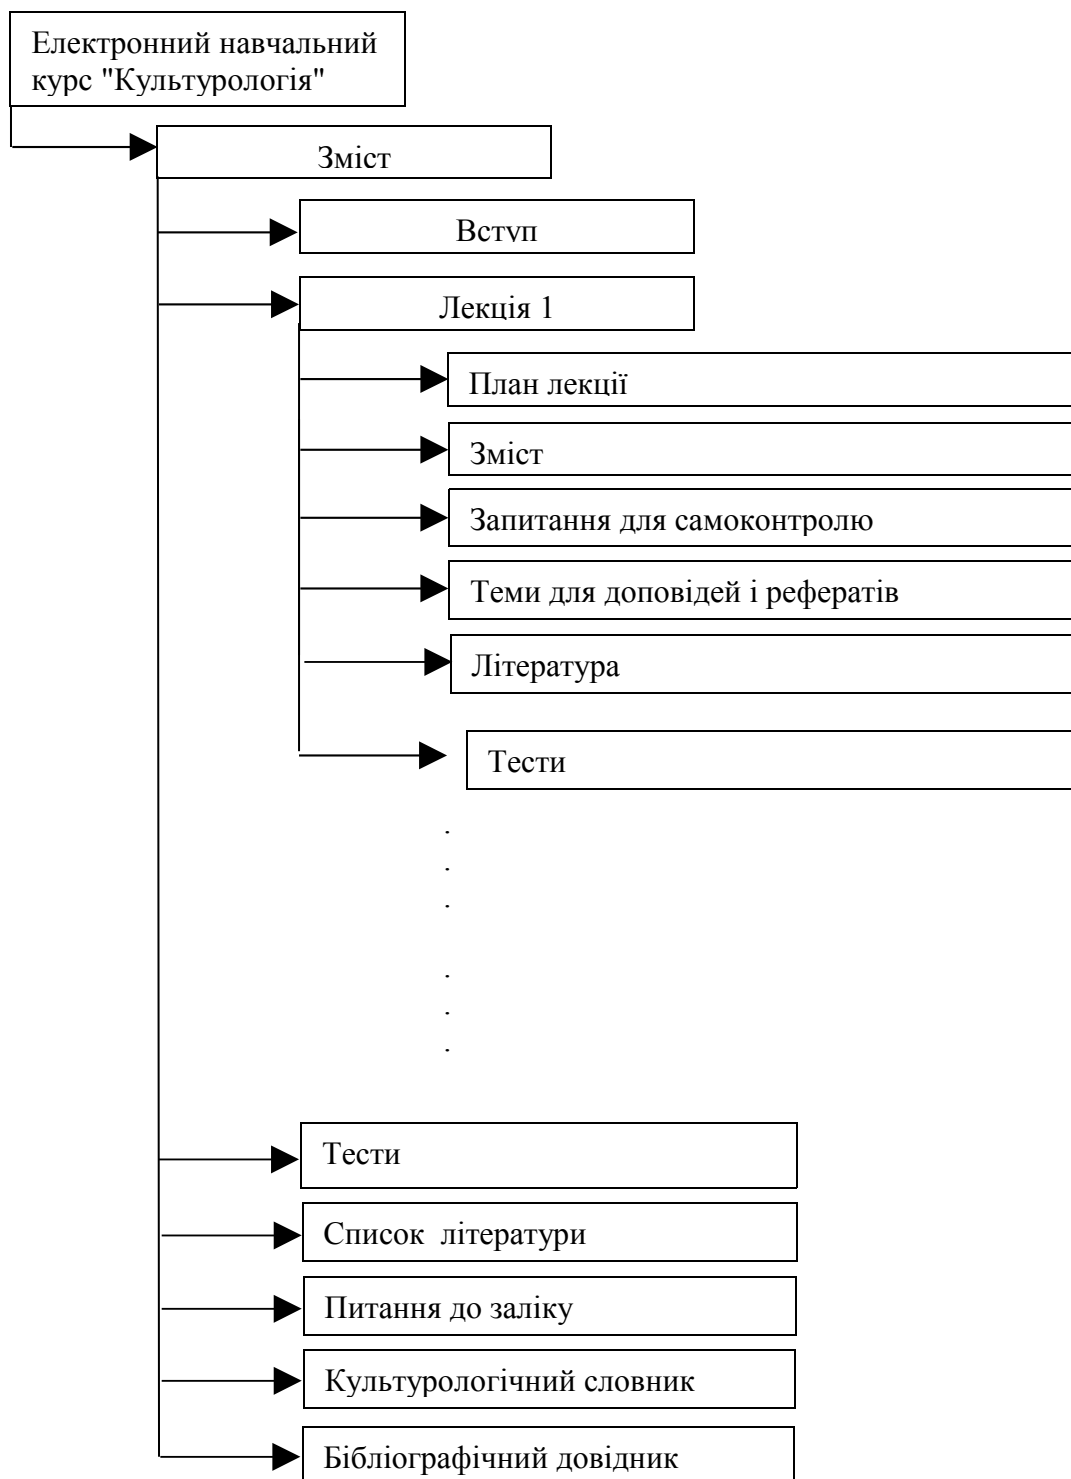 Електронний навчальний
курс "Культурологія"
Зміст
Вступ
Лекція 1
План лекції
Зміст
Запитання для самоконтролю
Теми для доповідей і рефератів
Література
Тести
.
.
.
.
.
.
Тести
Список літератури
Питання до заліку
Культурологічний словник
Бібліографічний довідник